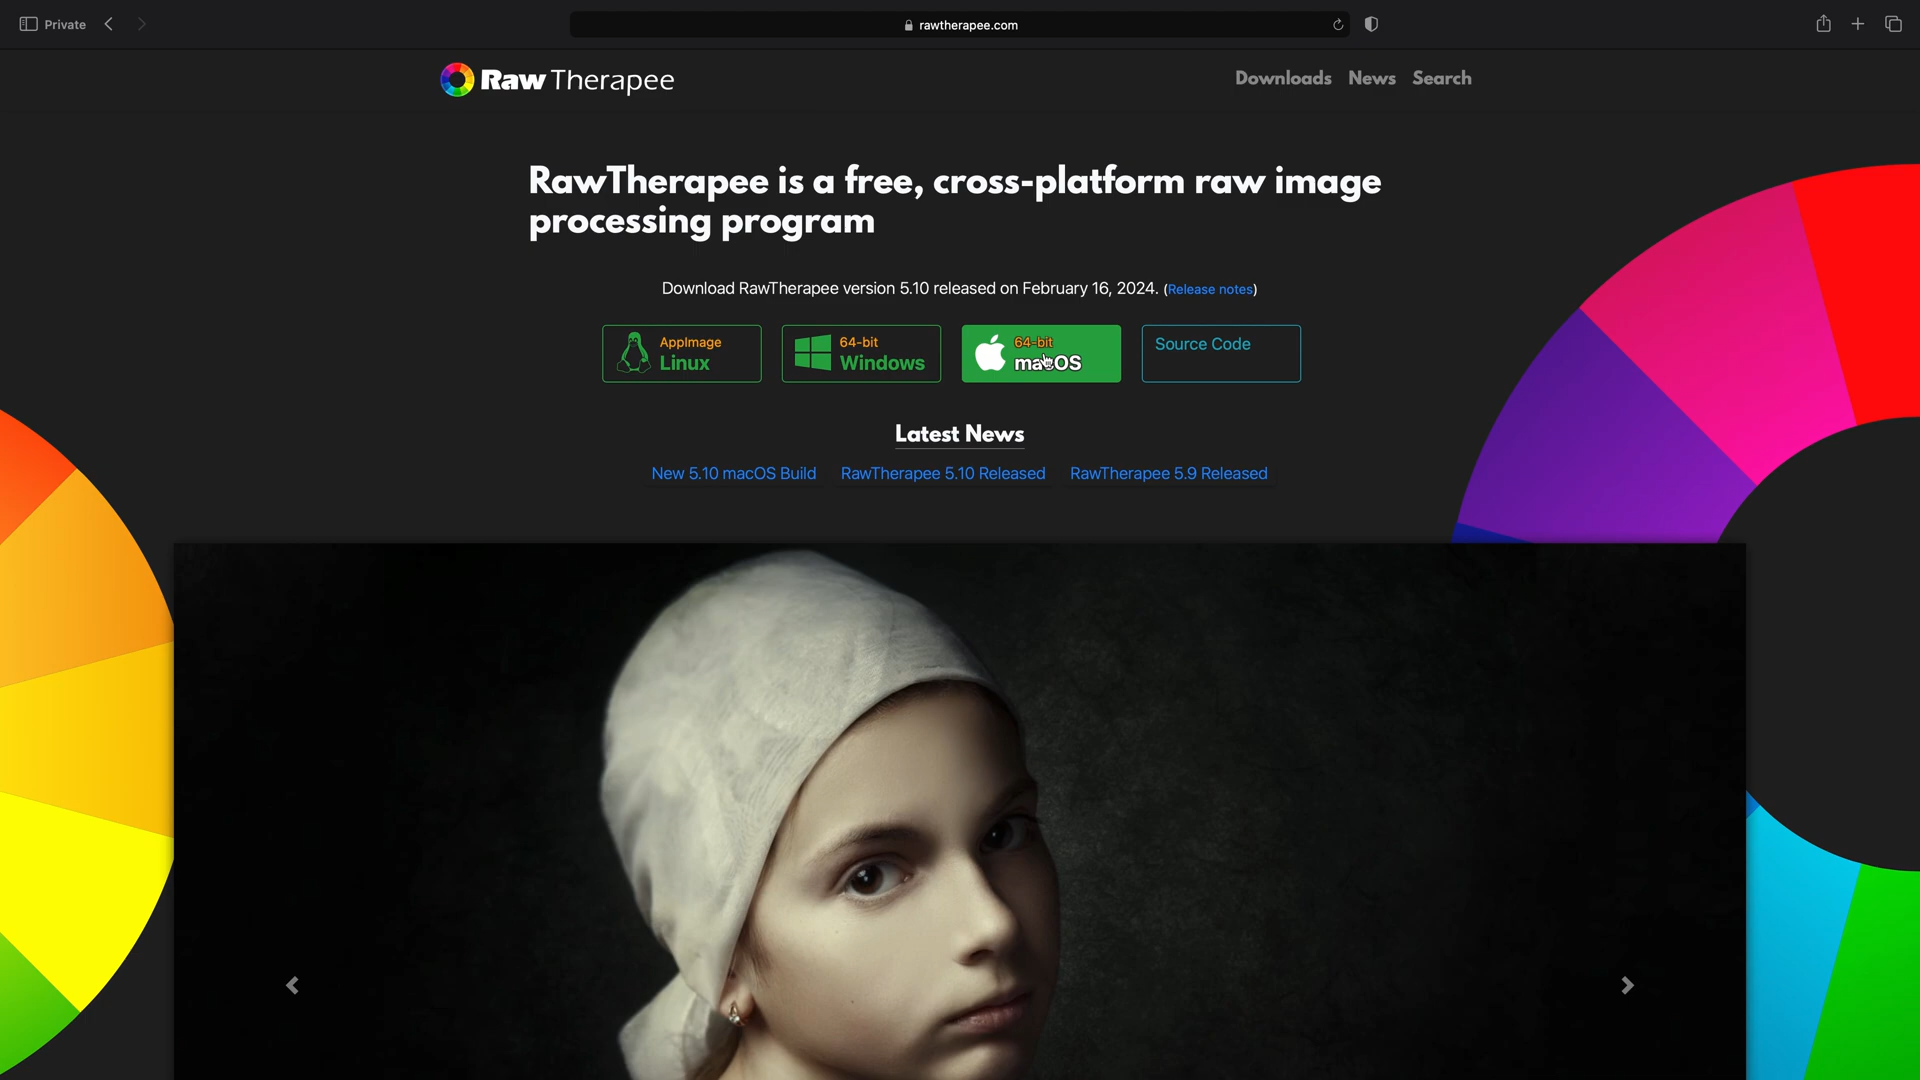 Private
rawtherapee.com
RawTherapee
Downloads News Search
RawTherapee is a free, cross-platform raw image
processing program
Download RawTherapee version 5.10 released on February 16, 2024. (Release notes)
AppImage
Linux
64-bit
Windows
64-bit
macOS
Source Code
Latest News
New 5.10 macOS Build RawTherapee 5.10 Released RawTherapee 5.9 Released